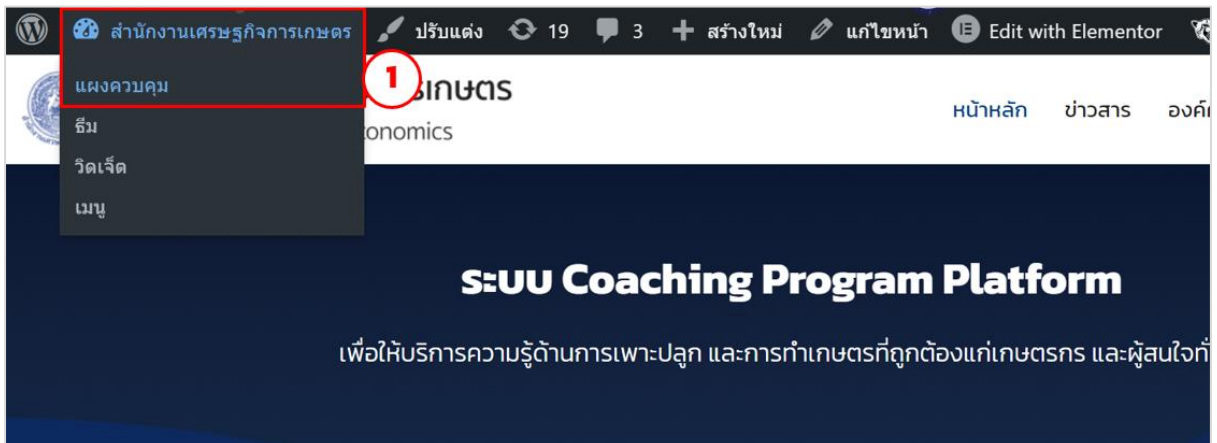 สำนักงานเศรษฐกิจการเกษตร ปรับแต่ง 19 3 + สร้างใหม่ แก้ไขหน้า Edit with Elementor
แผงควบคุม
1
ธีม
วิดเจ็ต
เมนู
onomics
หน้าหลัก ข่าวสาร
ระบบ Coaching Program Platform
เพื่อให้บริการความรู้ด้านการเพาะปลูก และการทำเกษตรที่ถูกต้องแก่เกษตรกร และผู้สนใจ